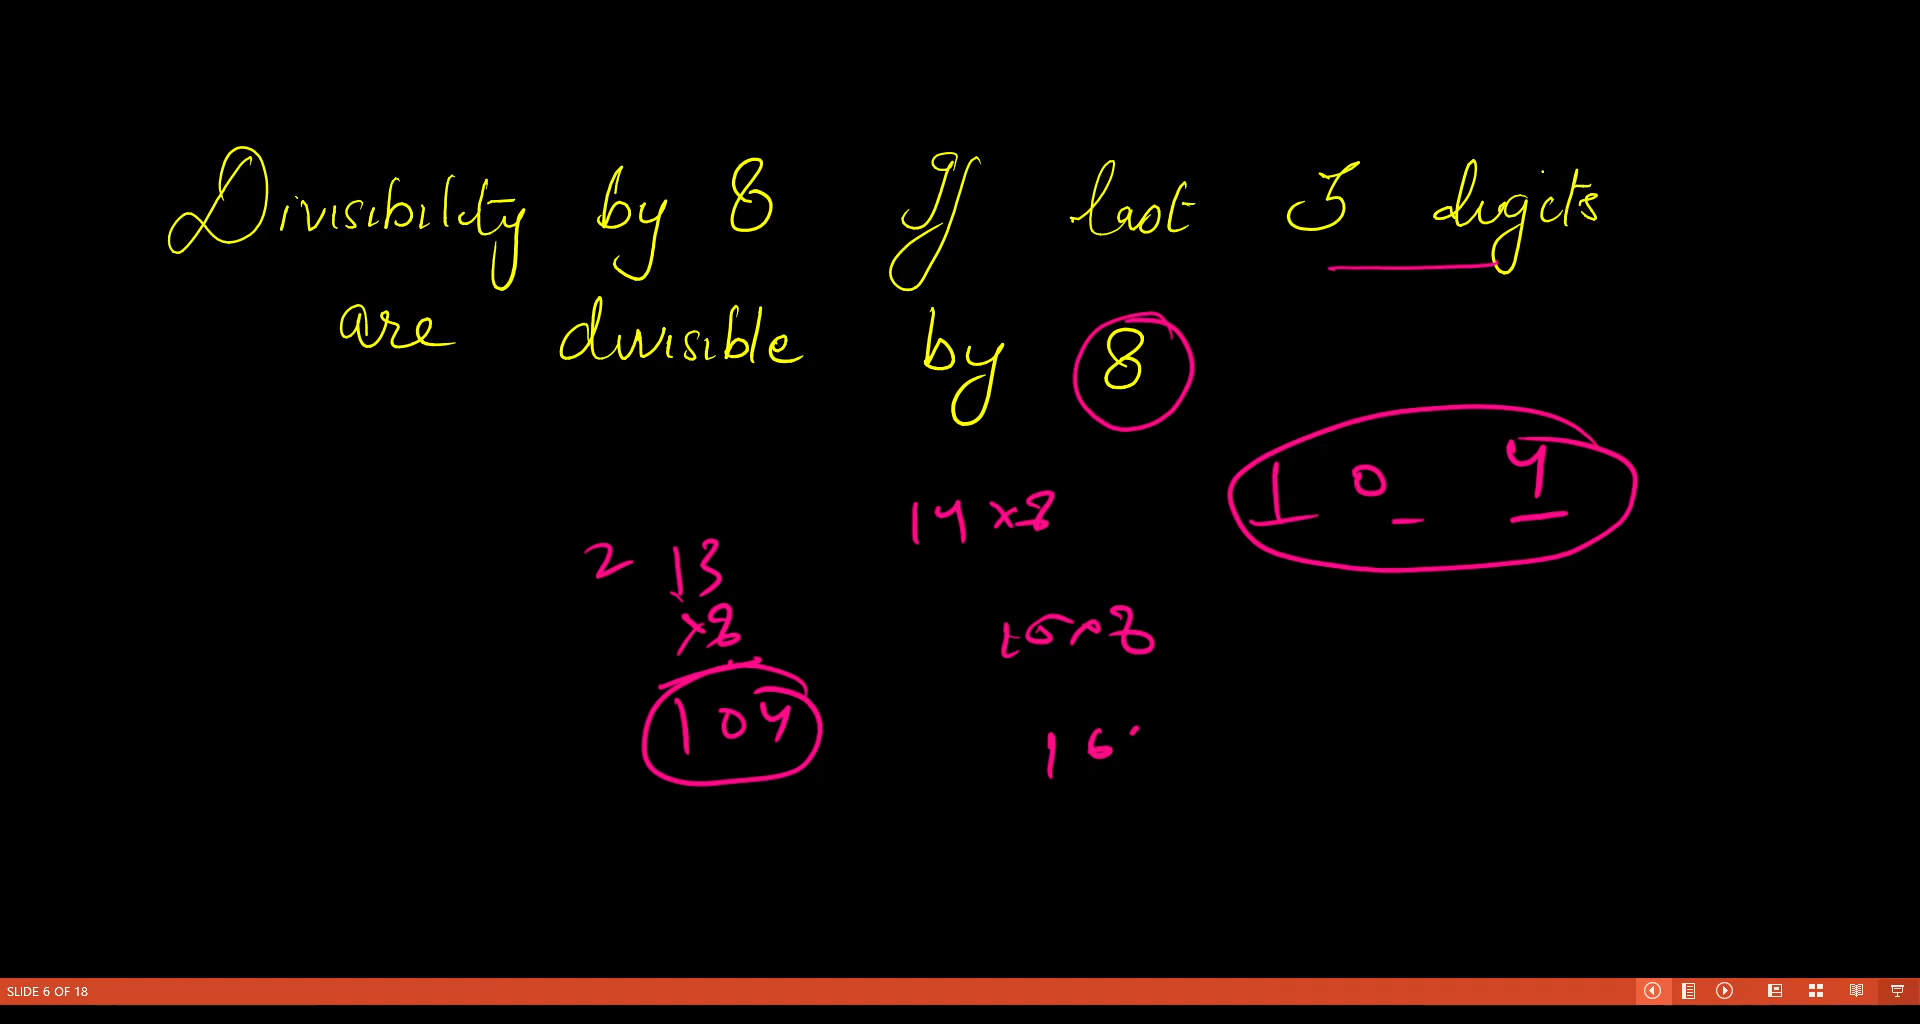 Divisibility by 8 If last 3 digits
are divisible by 8
1 0 4
14 x 8
2 13
x8
15 x 8
104
16
SLIDE 6 OF 18